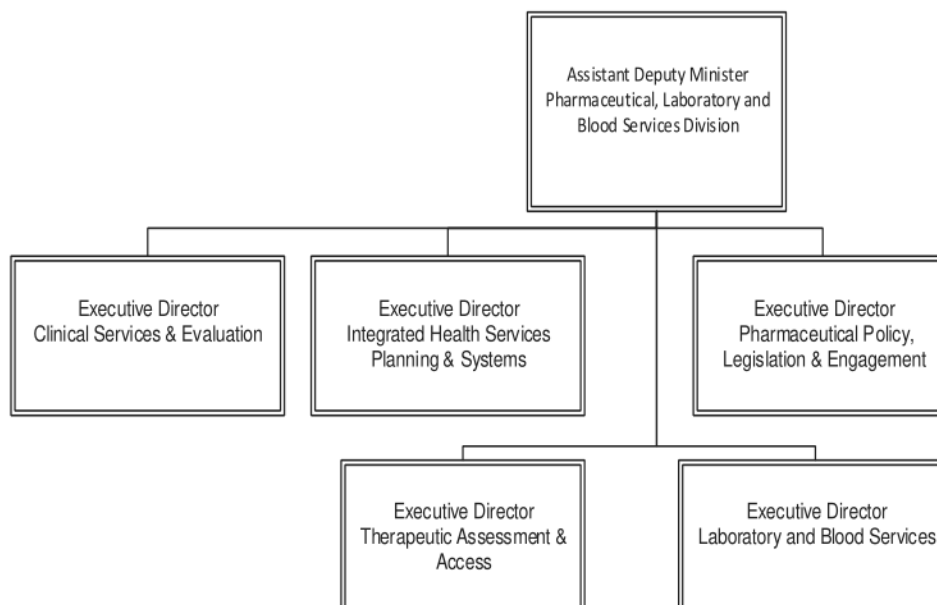 Assistant Deputy Minister
Pharmaceutical, Laboratory and
Blood Services Division
Executive Director
Clinical Services & Evaluation
Executive Director
Integrated Health Services
Planning & Systems
Executive Director
Pharmaceutical Policy,
Legislation & Engagement
Executive Director
Therapeutic Assessment &
Access
Executive Director
Laboratory and Blood Services